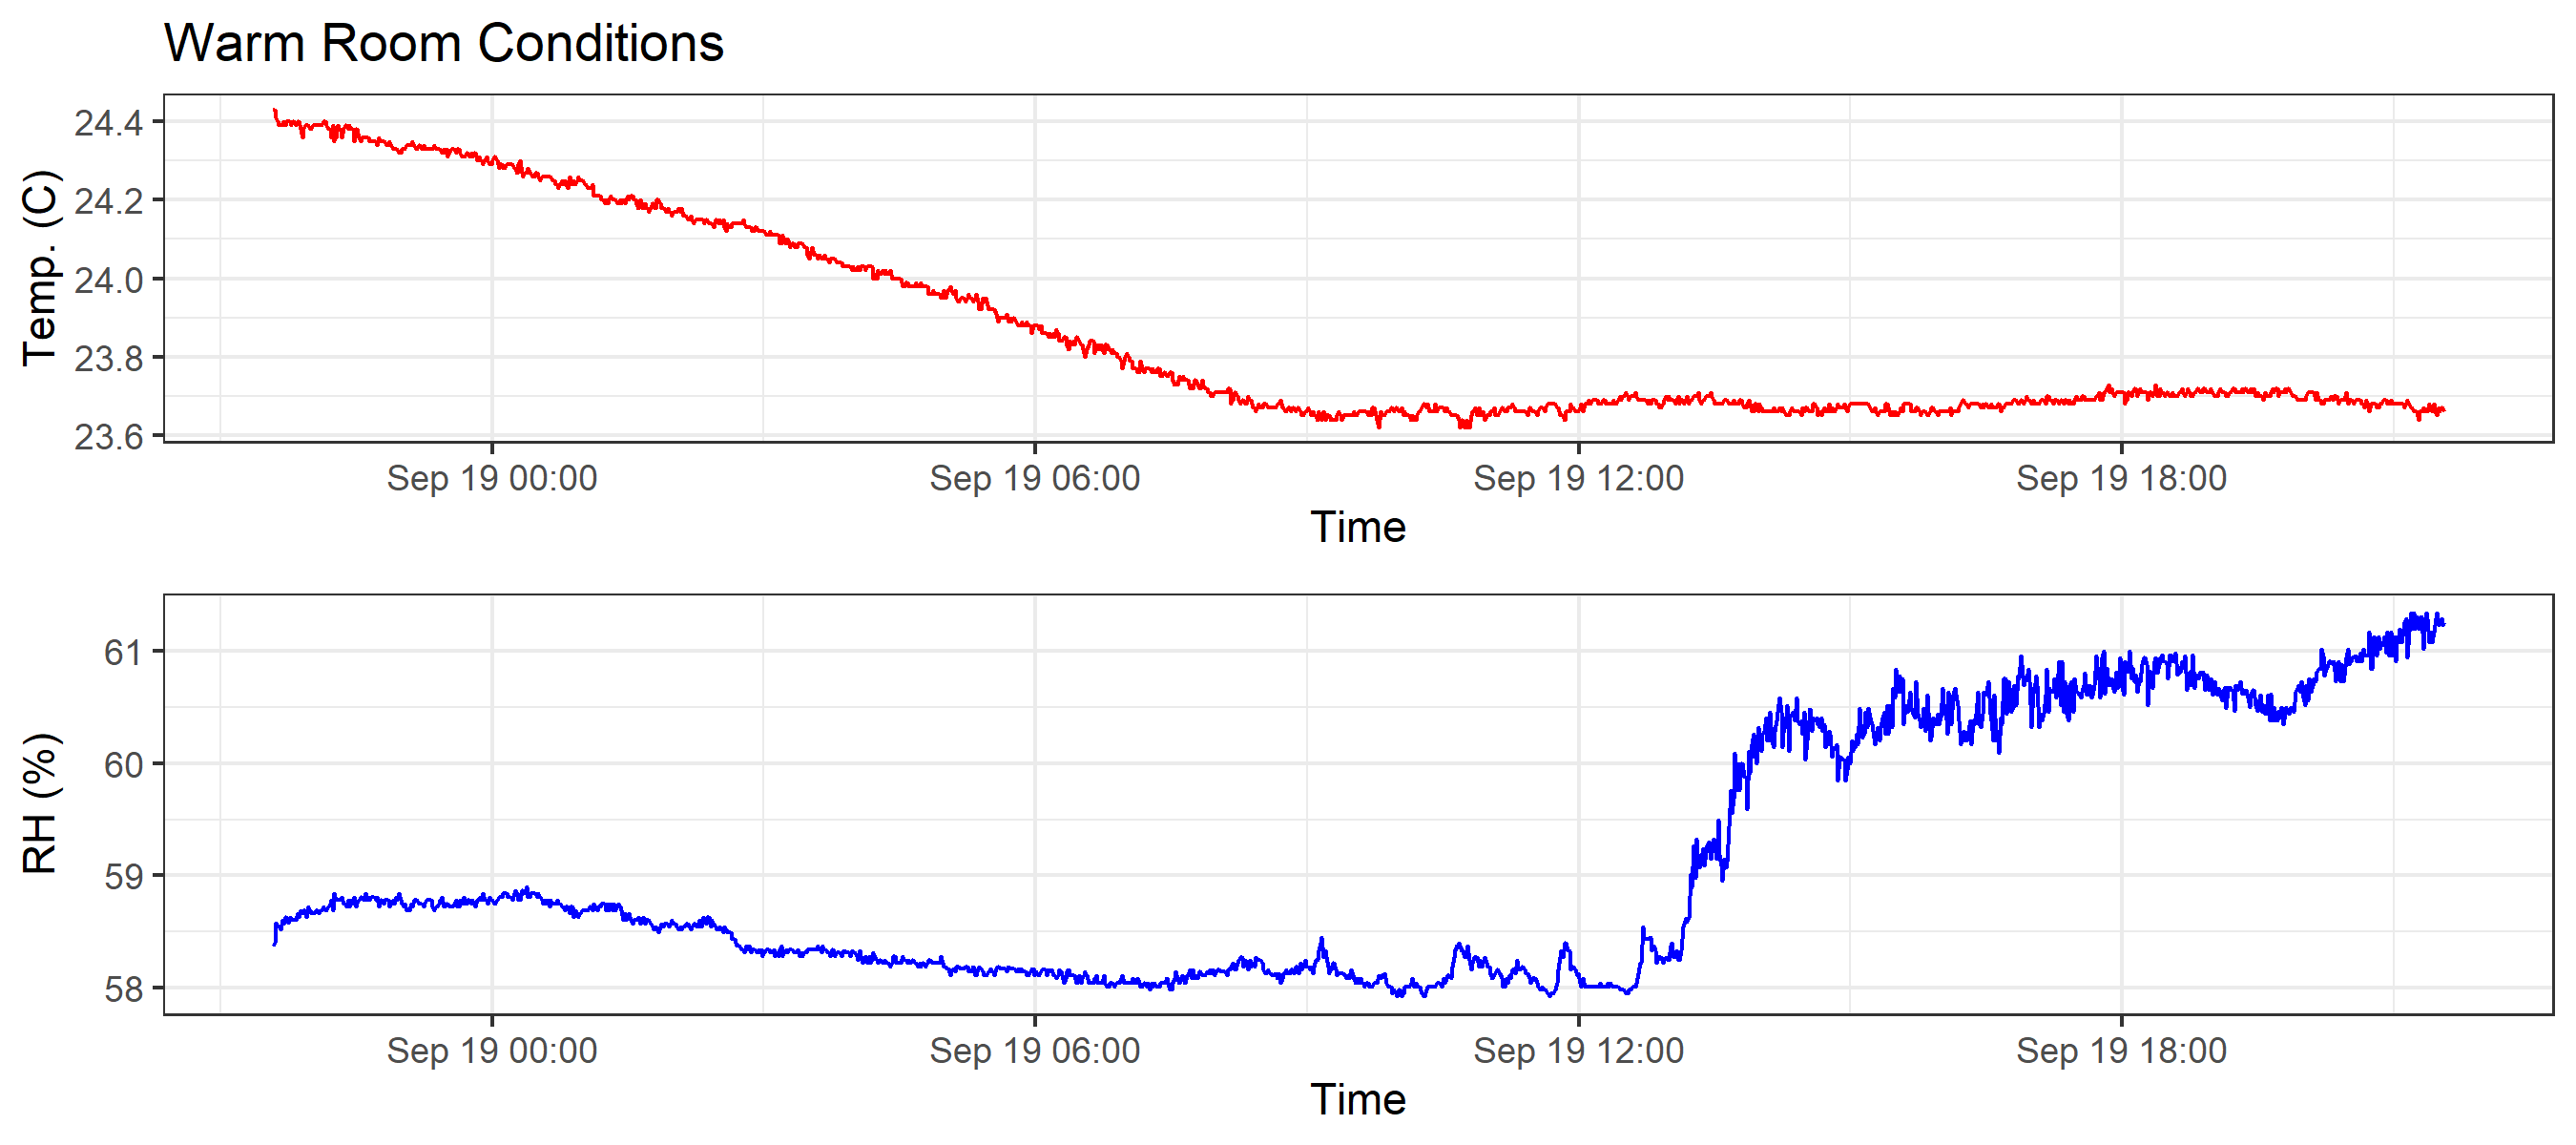 Warm Room Conditions
24.4
24.2
24.0
23.8
23.6
Temp. (C)
Sep 19 00:00 Sep 19 06:00 Sep 19 12:00 Sep 19 18:00
Time
61
60
59
58
RH (%)
Sep 19 00:00 Sep 19 06:00 Sep 19 12:00 Sep 19 18:00
Time